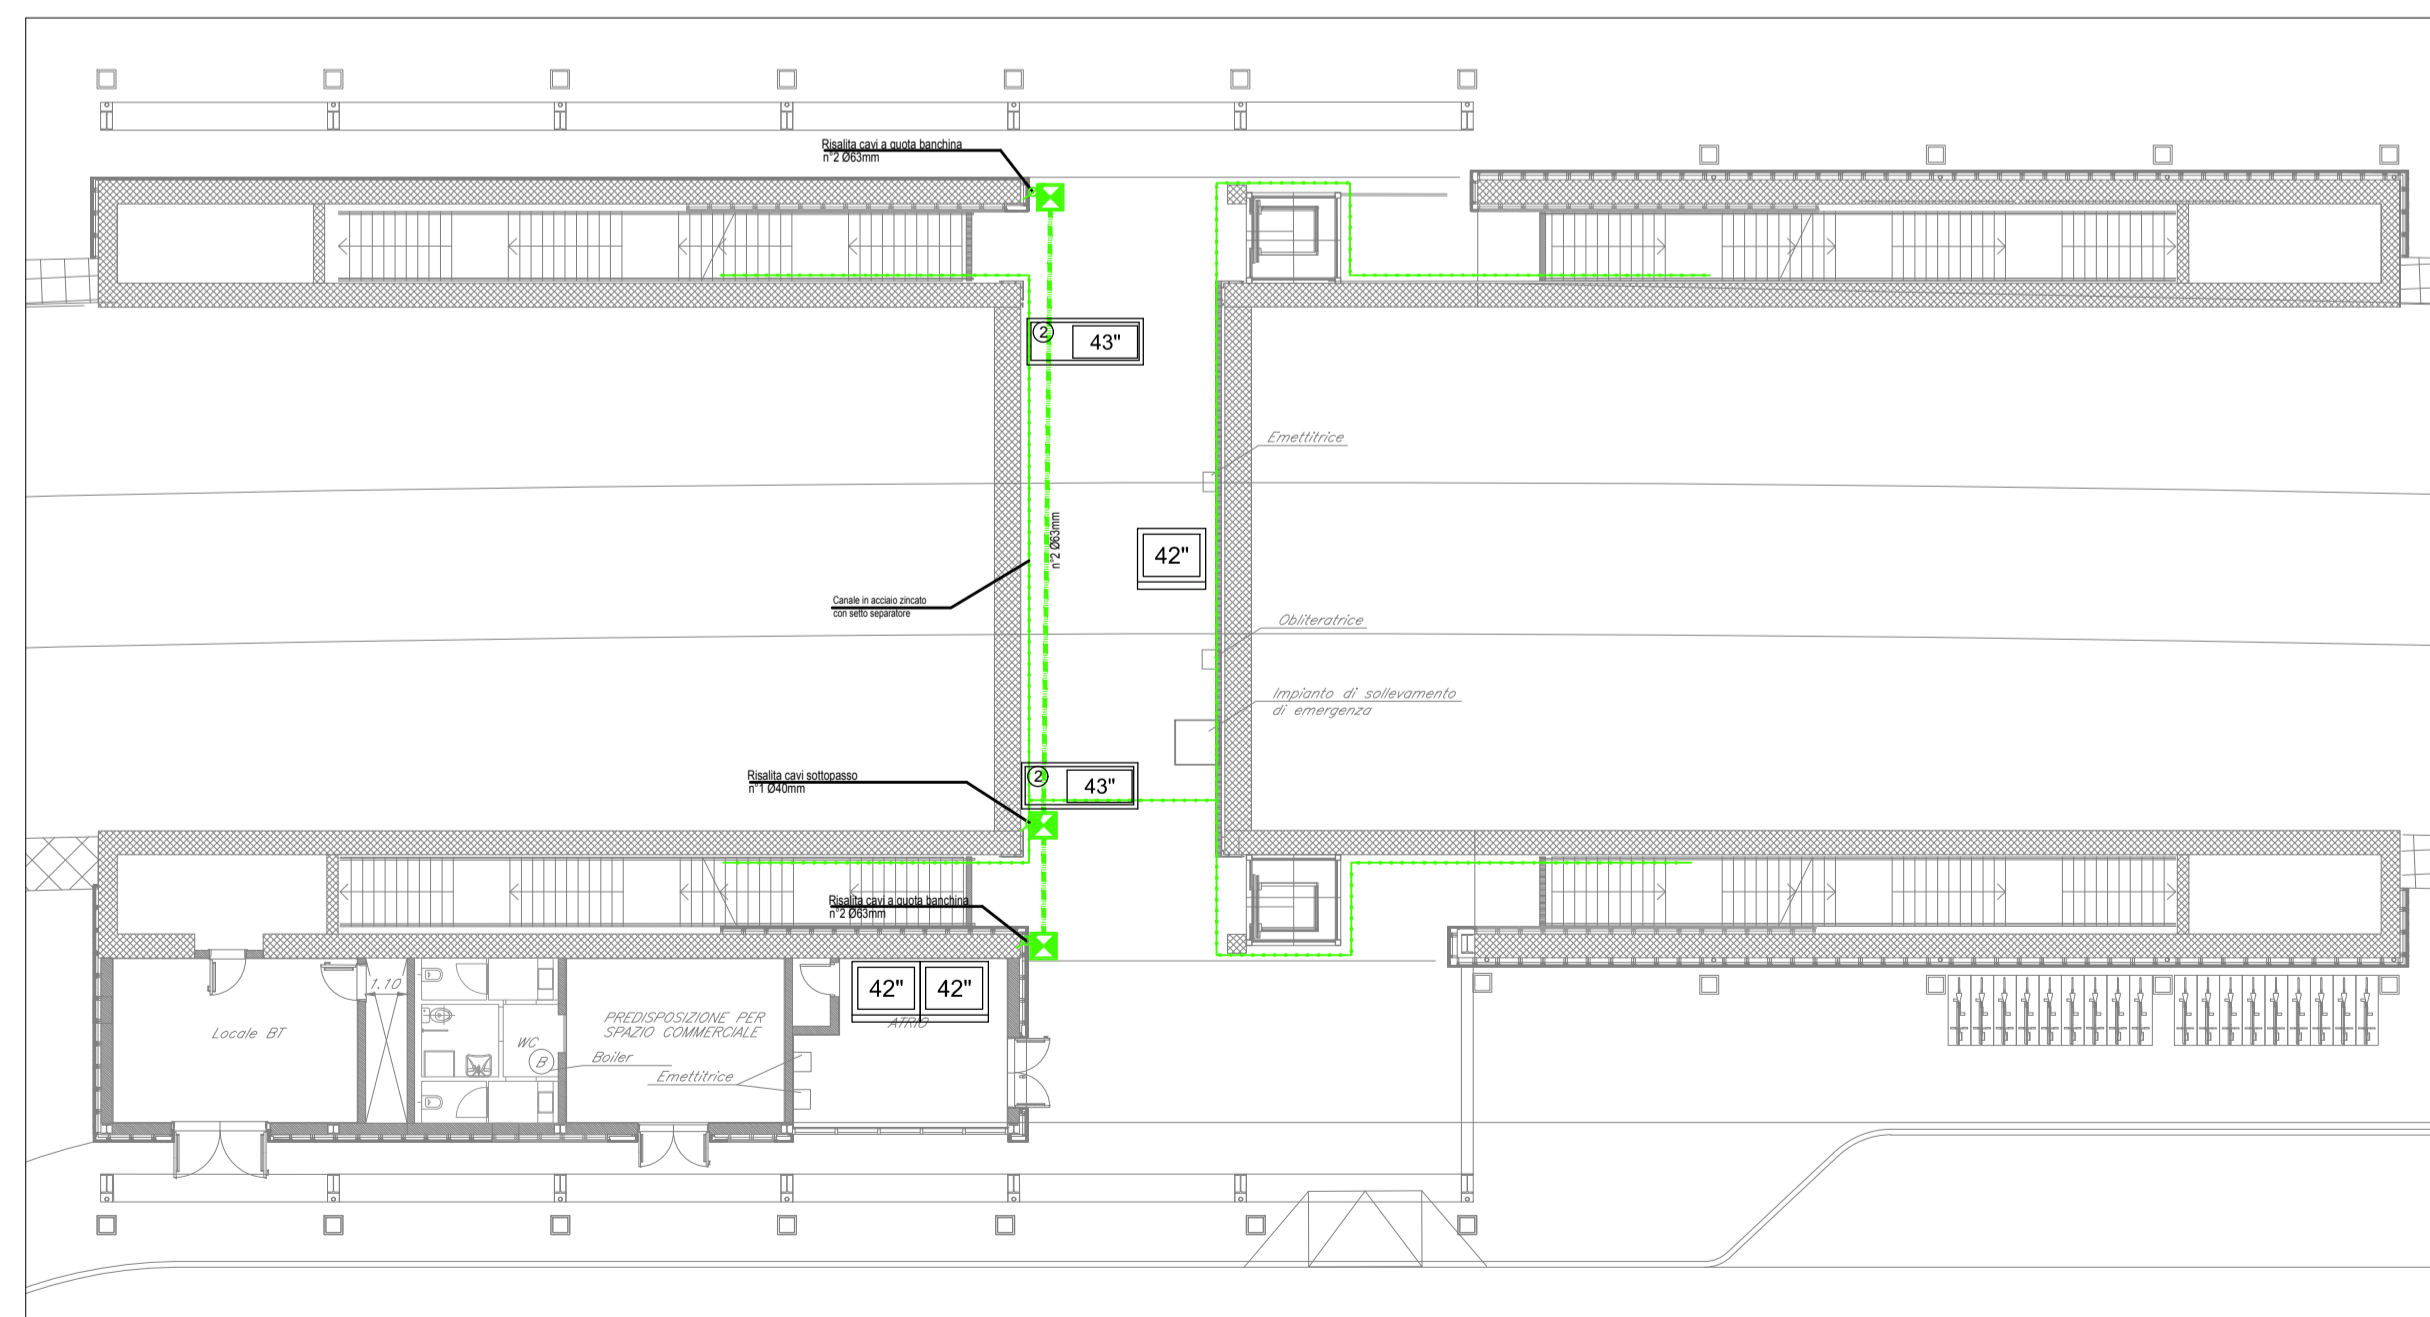 Risalita cavi a quota banchina
n°2 Ø63mm
2
43"
Emettitrice
n°2 Ø63mm
42"
Canale in acciaio zincato
con setto separatore
Obliteratrice
Impianto di sollevamento
di emergenza
Risalita cavi sottopasso
n°1 Ø40mm
2
43"
Risalita cavi a quota banchina
n°2 Ø63mm
1.10
42"
42"
ATRIO
PREDISPOSIZIONE PER
SPAZIO COMMERCIALE
Locale BT
WC
B
Boiler
Emettitrice